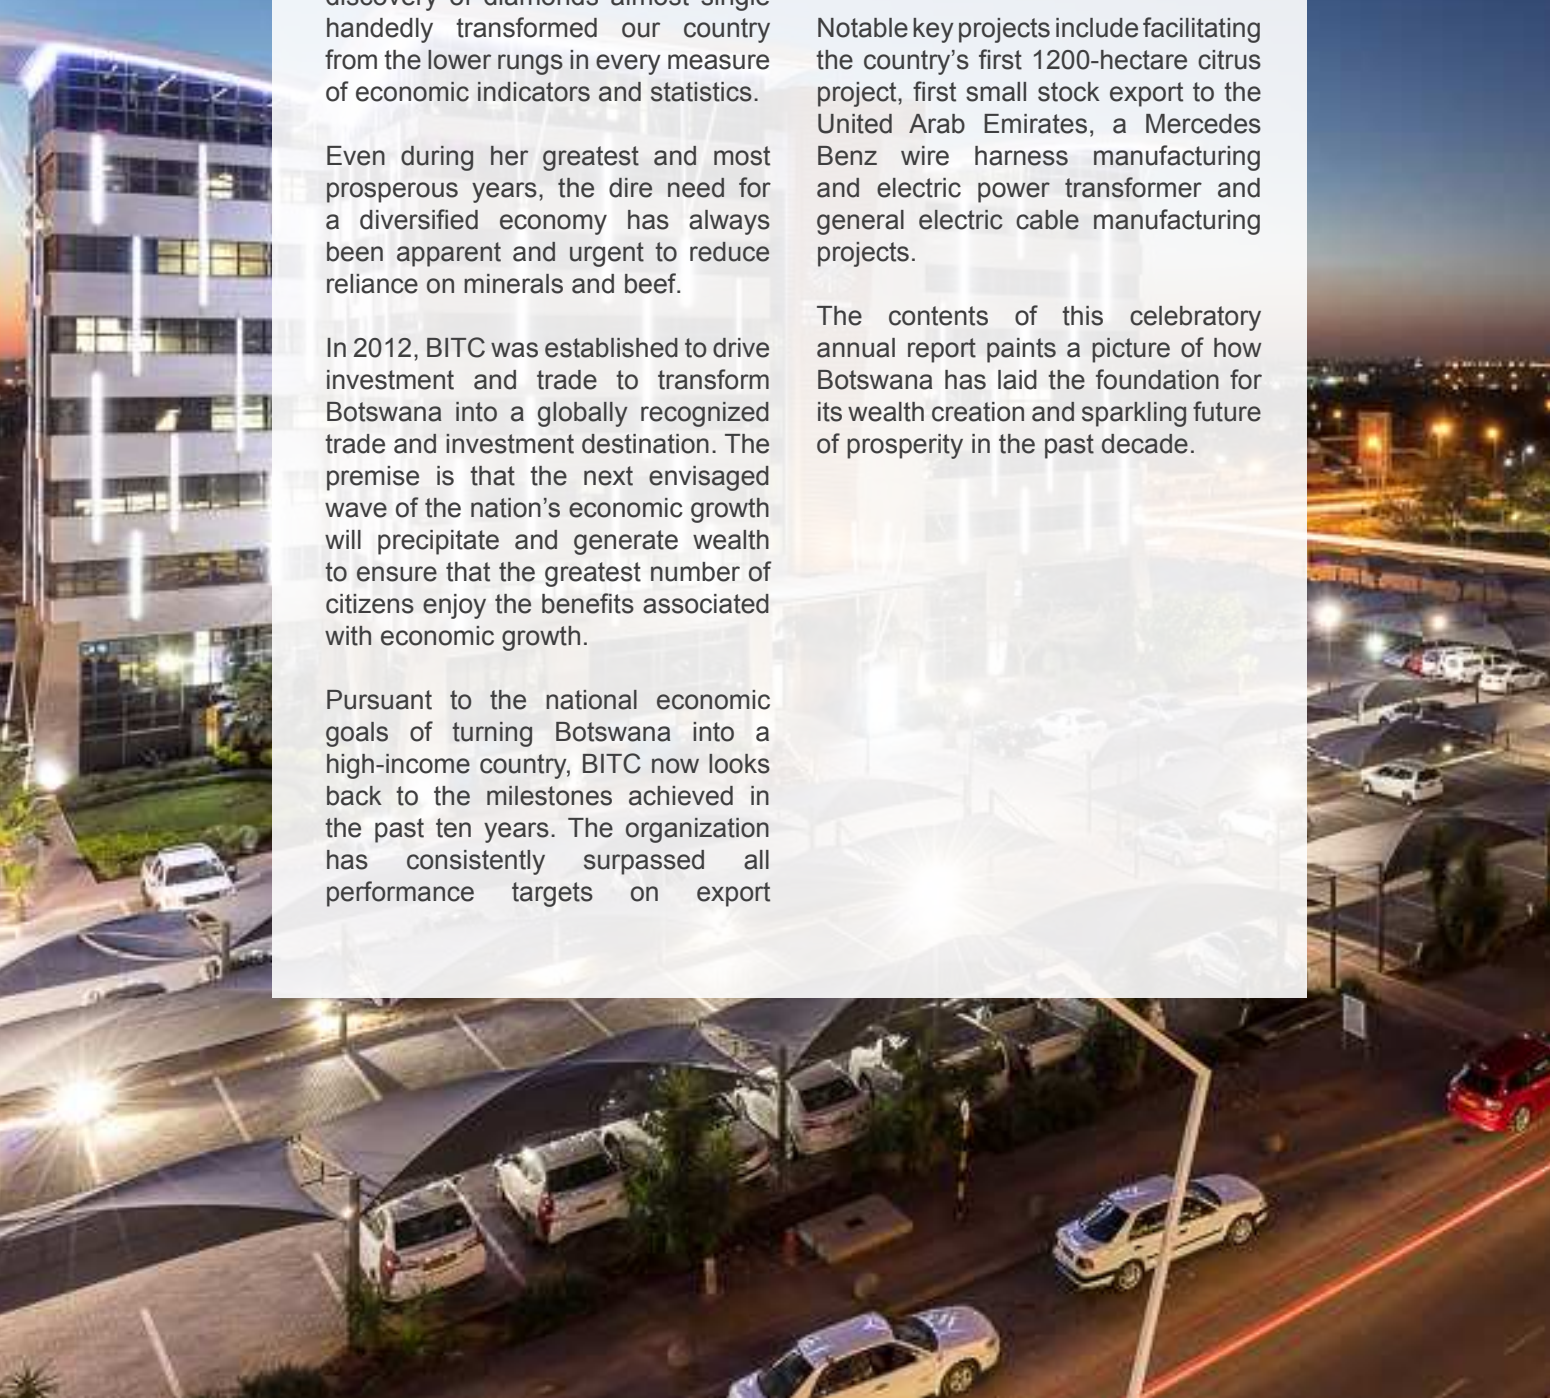 discovery of diamonds almost single
handedly transformed our country
from the lower rungs in every measure
of economic indicators and statistics.
Even during her greatest and most
prosperous years, the dire need for
a diversified economy has always
been apparent and urgent to reduce
reliance on minerals and beef.
In 2012, BITC was established to drive
investment and trade to transform
Botswana into a globally recognized
trade and investment destination. The
premise is that the next envisaged
wave of the nation’s economic growth
will precipitate and generate wealth
to ensure that the greatest number of
citizens enjoy the benefits associated
with economic growth.
Pursuant to the national economic
goals of turning Botswana into a
high-income country, BITC now looks
back to the milestones achieved in
the past ten years. The organization
has consistently surpassed all
performance targets on export
Notable key projects include facilitating
the country’s first 1200-hectare citrus
project, first small stock export to the
United Arab Emirates, a Mercedes
Benz wire harness manufacturing
and electric power transformer and
general electric cable manufacturing
projects.
The contents of this celebratory
annual report paints a picture of how
Botswana has laid the foundation for
its wealth creation and sparkling future
of prosperity in the past decade.